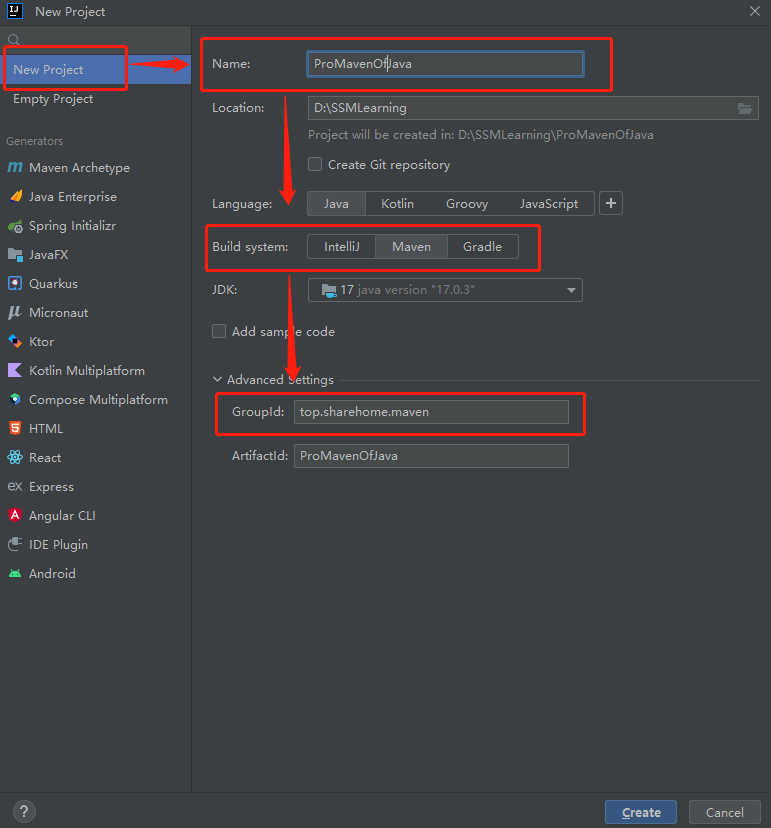 New Project
New Project
Empty Project
Generators
Maven Archetype
Java Enterprise
Spring Initializr
JavaFX
Quarkus
Micronaut
Ktor
Kotlin Multiplatform
Compose Multiplatform
HTML
React
Express
Angular CLI
IDE Plugin
Android
Name: ProMavenOfJava
Location: D:\SSMLearning
Project will be created in: D:\SSMLearning\ProMavenOfJava
Create Git repository
Language: Java Kotlin Groovy JavaScript +
Build system: IntelliJ Maven Gradle
JDK: 17 java version "17.0.3"
Add sample code
Advanced Settings
GroupId: top.sharehome.maven
ArtifactId: ProMavenOfJava
? Create Cancel